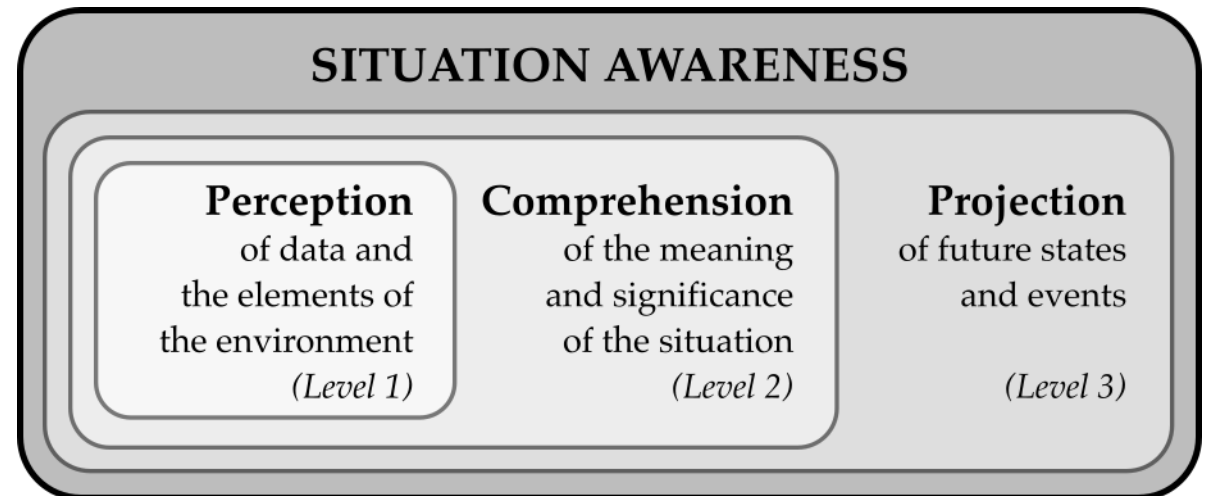 SITUATION AWARENESS
Perception
of data and
the elements of
the environment
(Level 1)
Comprehension
of the meaning
and significance
of the situation
(Level 2)
Projection
of future states
and events
(Level 3)